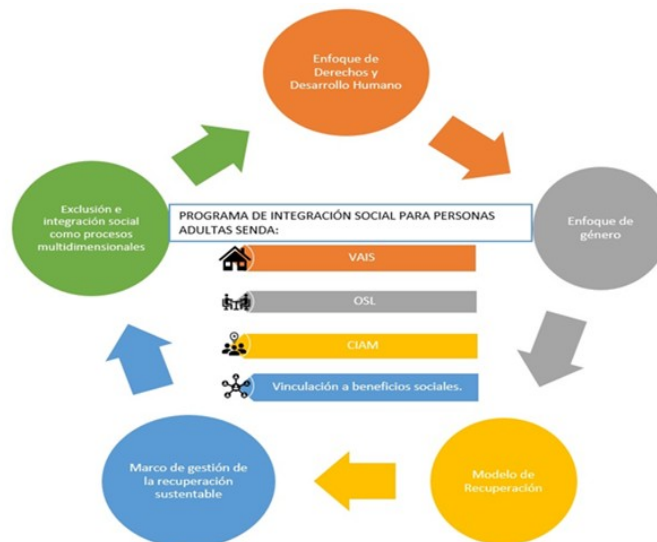 Enfoque de
Derechos y
Desarrollo Humano
Exclusión e
integración social
como procesos
multidimensionales
PROGRAMA DE INTEGRACIÓN SOCIAL PARA PERSONAS
ADULTAS SENDA:
Enfoque de
género
VAIS
OSL
CIAM
Vinculación a beneficios sociales.
Marco de gestión de
la recuperación
sustentable
Modelo de
Recuperación